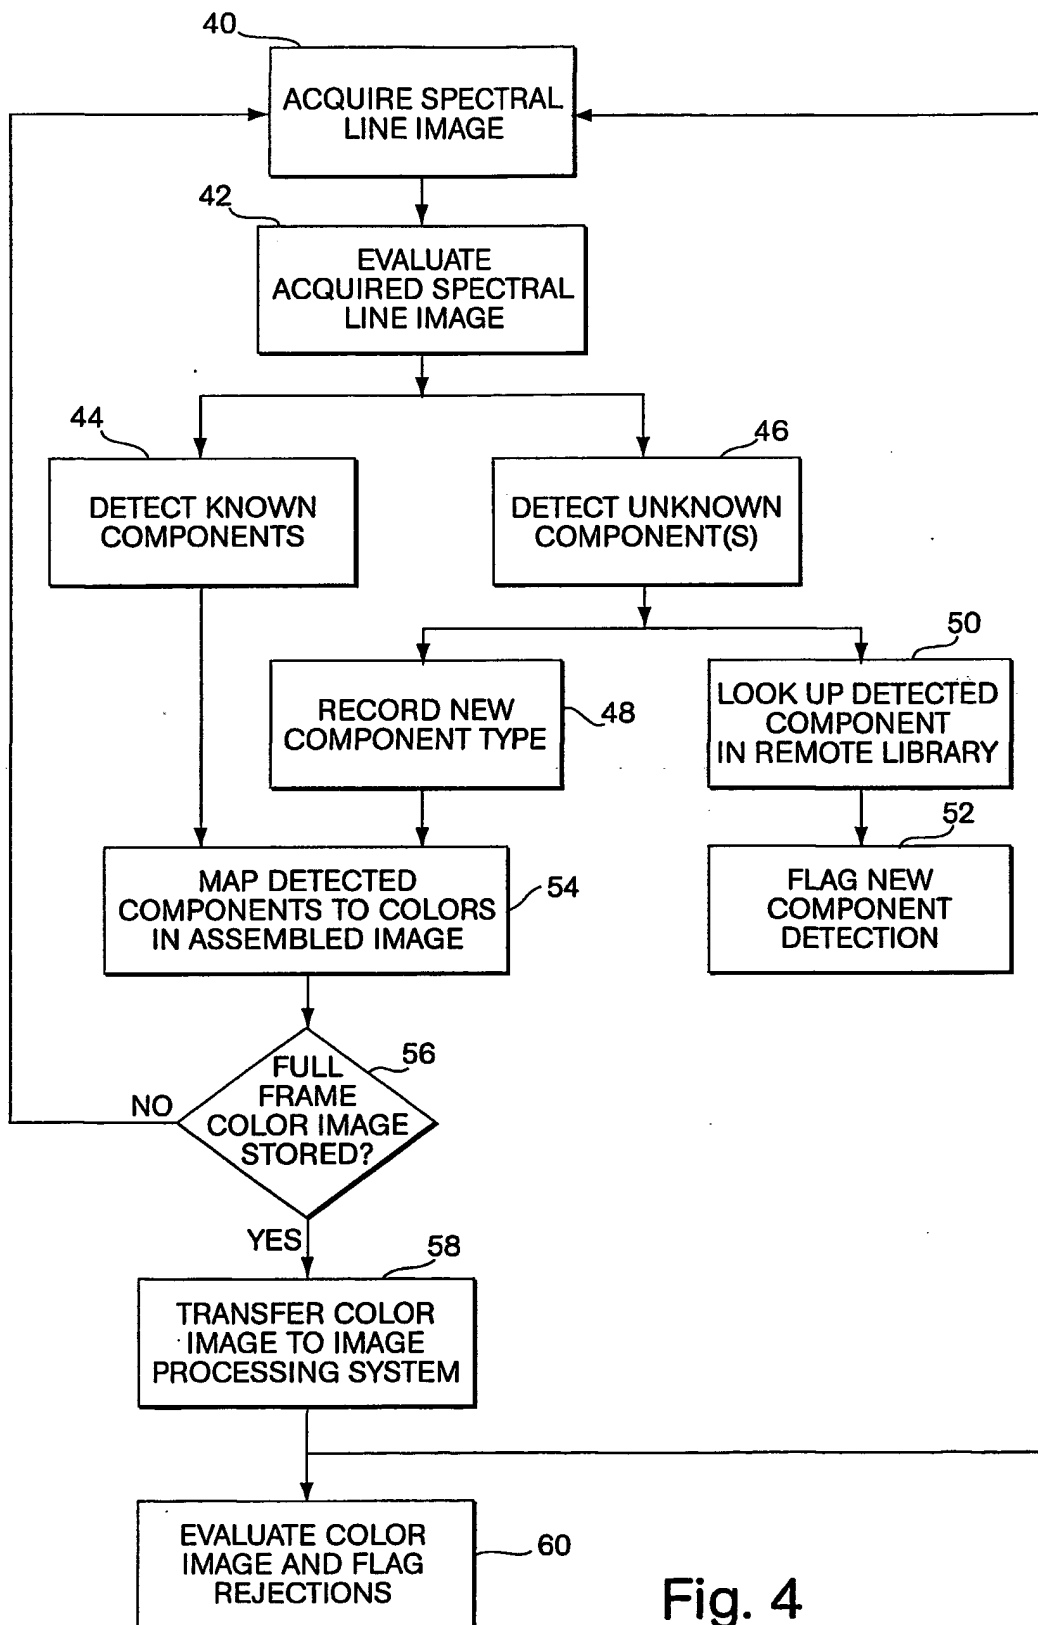 40
ACQUIRE SPECTRAL
LINE IMAGE
42
EVALUATE
ACQUIRED SPECTRAL
LINE IMAGE
44
DETECT KNOWN
COMPONENTS
46
DETECT UNKNOWN
COMPONENT(S)
RECORD NEW
COMPONENT TYPE
48
50
LOOK UP DETECTED
COMPONENT
IN REMOTE LIBRARY
52
FLAG NEW
COMPONENT
DETECTION
MAP DETECTED
COMPONENTS TO COLORS
IN ASSEMBLED IMAGE
54
56
FULL
FRAME
COLOR IMAGE
STORED?
NO
YES
58
TRANSFER COLOR
IMAGE TO IMAGE
PROCESSING SYSTEM
EVALUATE COLOR
IMAGE AND FLAG
REJECTIONS
60
Fig. 4